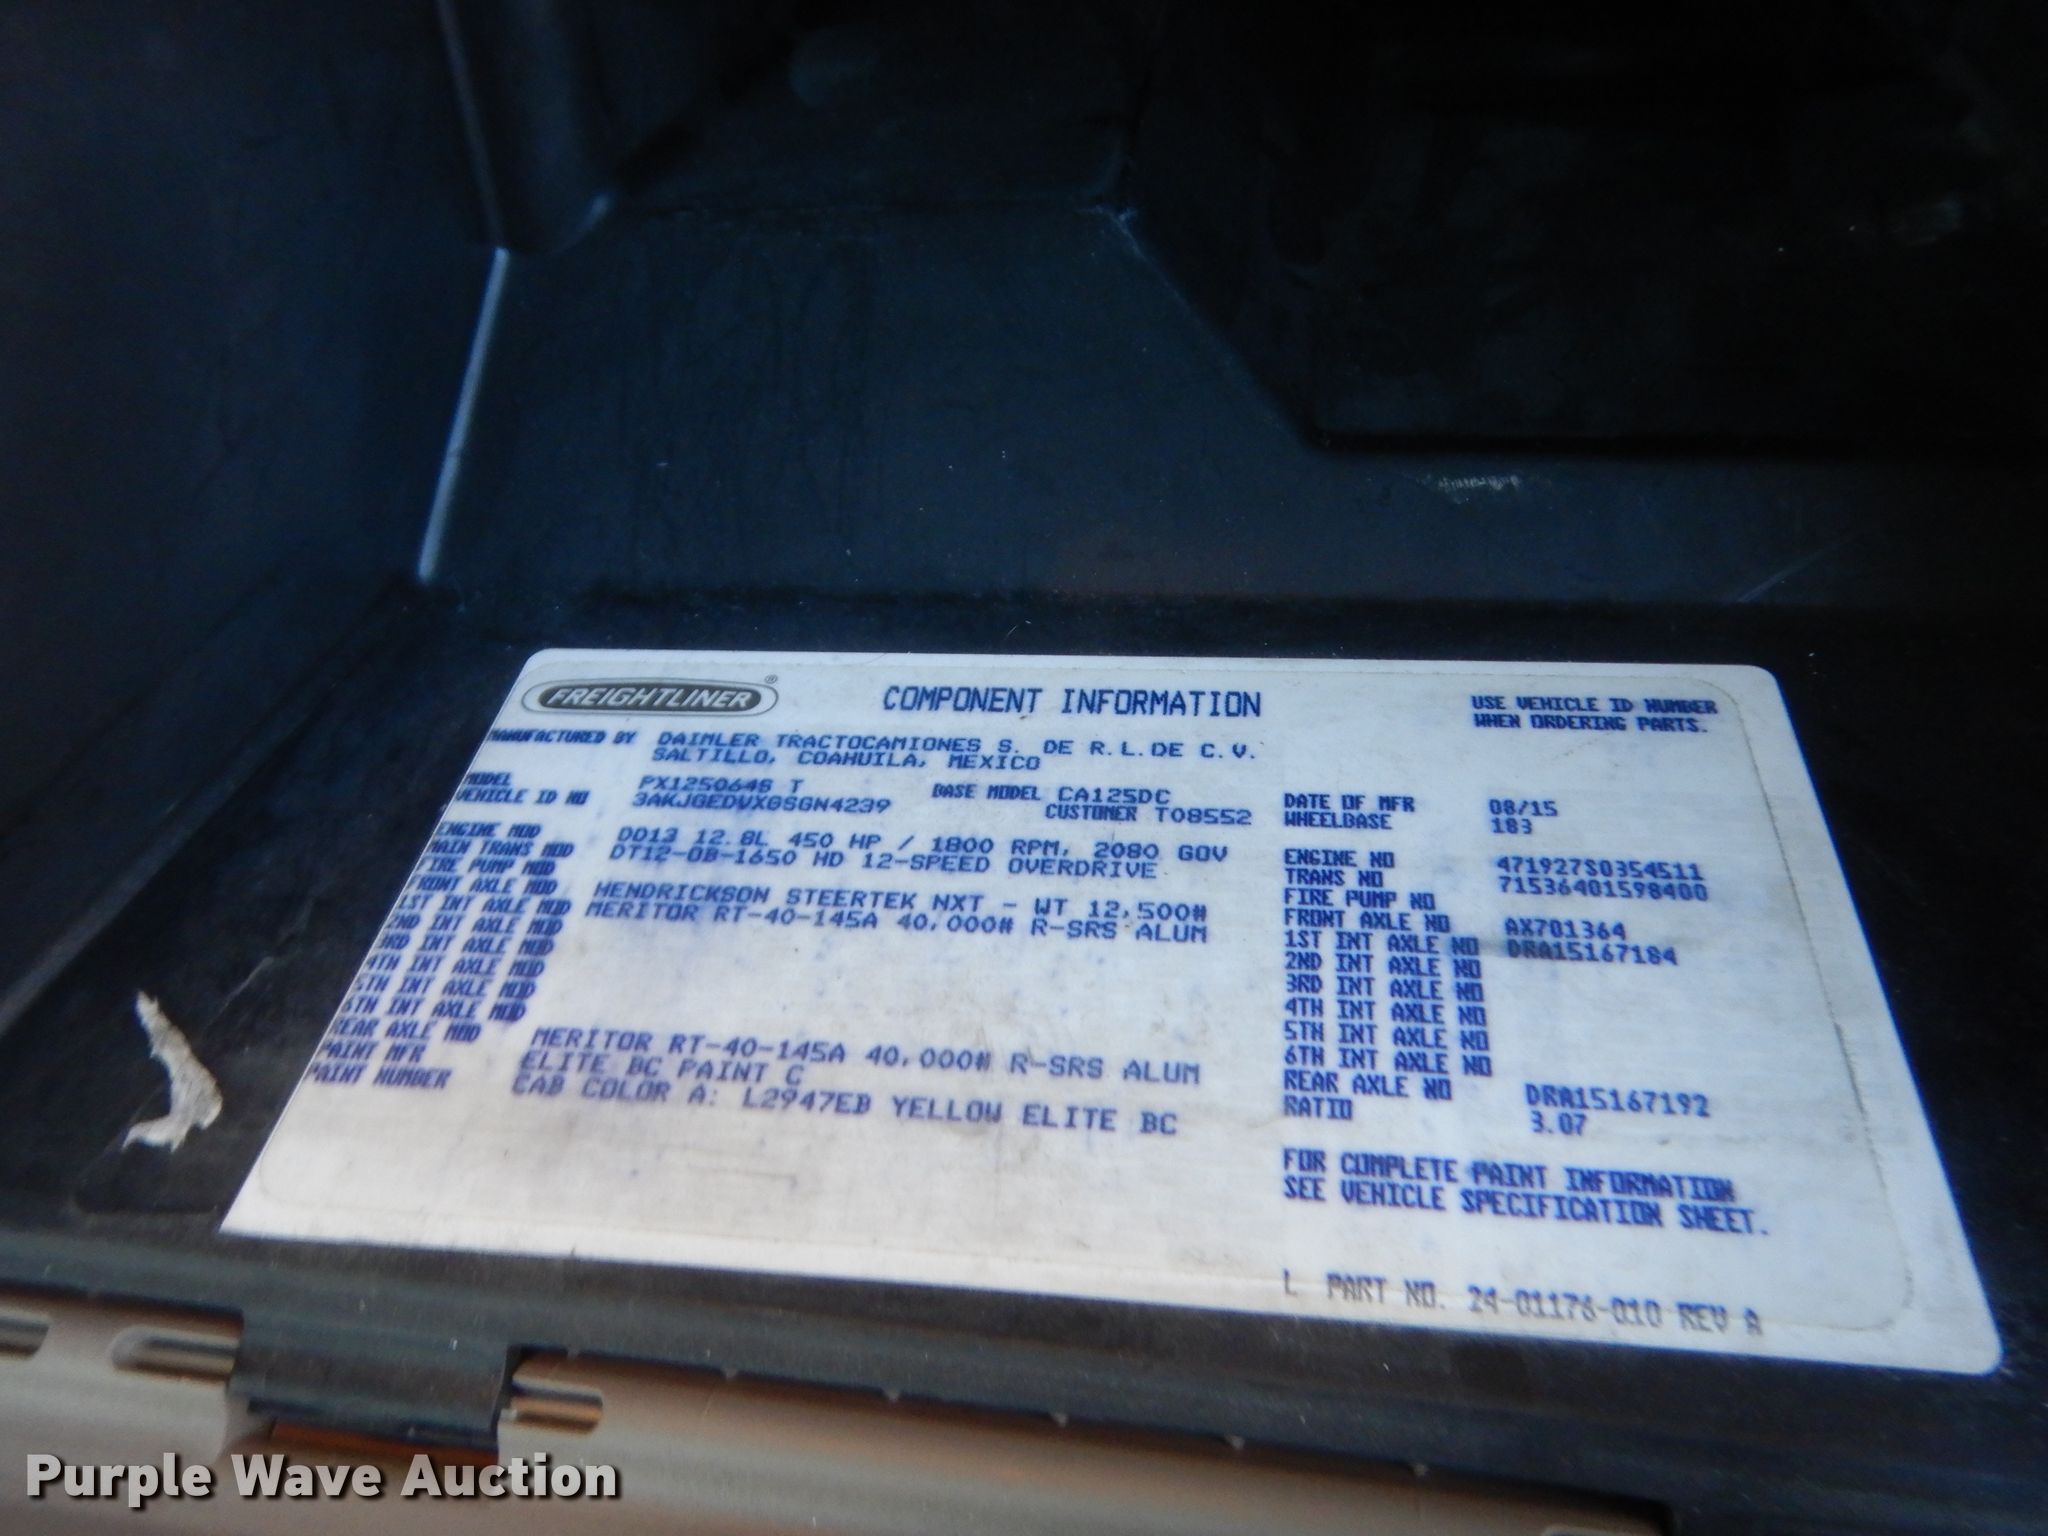 FREIGHTLINER ®
COMPONENT INFORMATION
USE VEHICLE ID NUMBER
WHEN ORDERING PARTS.
MANUFACTURED BY DAIMLER TRACTOCAMIONES S. DE R.L.DE C.V.
SALTILLO, COAHUILA, MEXICO
MODEL PX125064S T BASE MODEL CA125DC
VEHICLE ID NO 3AKJGEDVXGSGN4239 CUSTOMER T08552
ENGINE MOD DD13 12.8L 450 HP / 1800 RPM, 2080 GOV
MAIN TRANS MOD DT12-OB-1650 HD 12-SPEED OVERDRIVE
FIRE PUMP MOD
FRONT AXLE MOD HENDRICKSON STEERTEK NXT - WT 12,500#
1ST INT AXLE MOD MERITOR RT-40-145A 40,000# R-SRS ALUM
2ND INT AXLE MOD
3RD INT AXLE MOD
4TH INT AXLE MOD
5TH INT AXLE MOD
6TH INT AXLE MOD
REAR AXLE MOD MERITOR RT-40-145A 40,000# R-SRS ALUM
PAINT MFR ELITE BC PAINT C
PAINT NUMBER CAB COLOR A: L2947EB YELLOW ELITE BC
DATE OF MFR 08/15
WHEELBASE 183
ENGINE NO 471927S0354511
TRANS NO 71536401598400
FIRE PUMP NO
FRONT AXLE NO AX701364
1ST INT AXLE NO DRA15167184
2ND INT AXLE NO
3RD INT AXLE NO
4TH INT AXLE NO
5TH INT AXLE NO
6TH INT AXLE NO
REAR AXLE NO DRA15167192
RATIO 3.07
FOR COMPLETE PAINT INFORMATION
SEE VEHICLE SPECIFICATION SHEET.
L PART NO. 24-01176-010 REV A
Purple Wave Auction